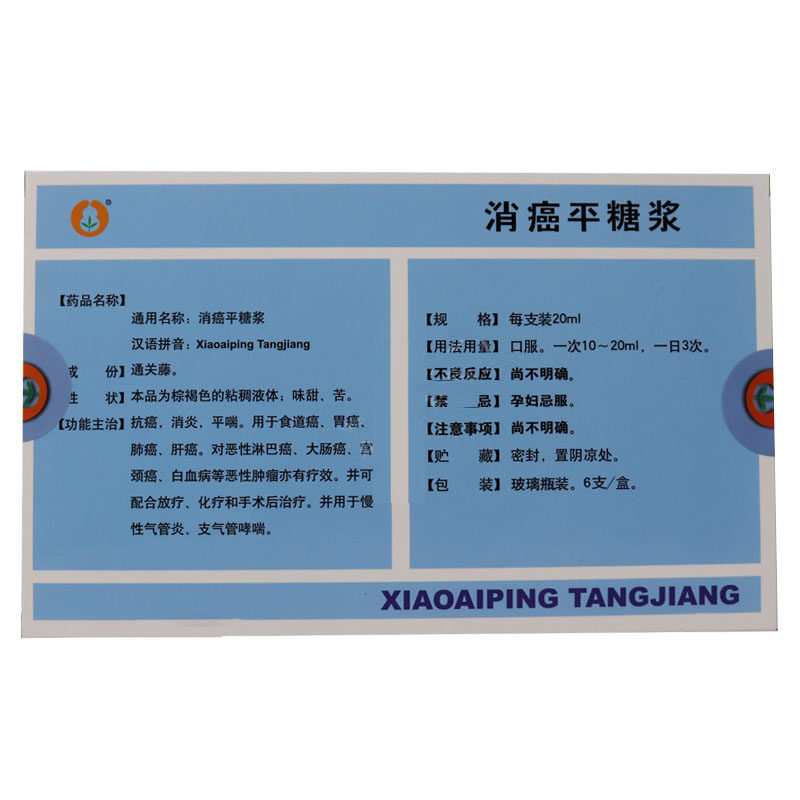 ®
消癌平糖浆
【药品名称】
通用名称：消癌平糖浆
汉语拼音：Xiaoaiping Tangjiang
成　份】通关藤。
性　状】本品为棕褐色的粘稠液体；味甜、苦。
【功能主治】抗癌，消炎，平喘。用于食道癌、胃癌、
肺癌、肝癌。对恶性淋巴癌、大肠癌、宫
颈癌、白血病等恶性肿瘤亦有疗效。并可
配合放疗、化疗和手术后治疗。并用于慢
性气管炎、支气管哮喘。
【规　格】每支装20ml
【用法用量】口服。一次10～20ml，一日3次。
【不良反应】尚不明确。
【禁　忌】孕妇忌服。
【注意事项】尚不明确。
【贮　藏】密封，置阴凉处。
【包　装】玻璃瓶装。6支/盒。
XIAOAIPING TANGJIANG